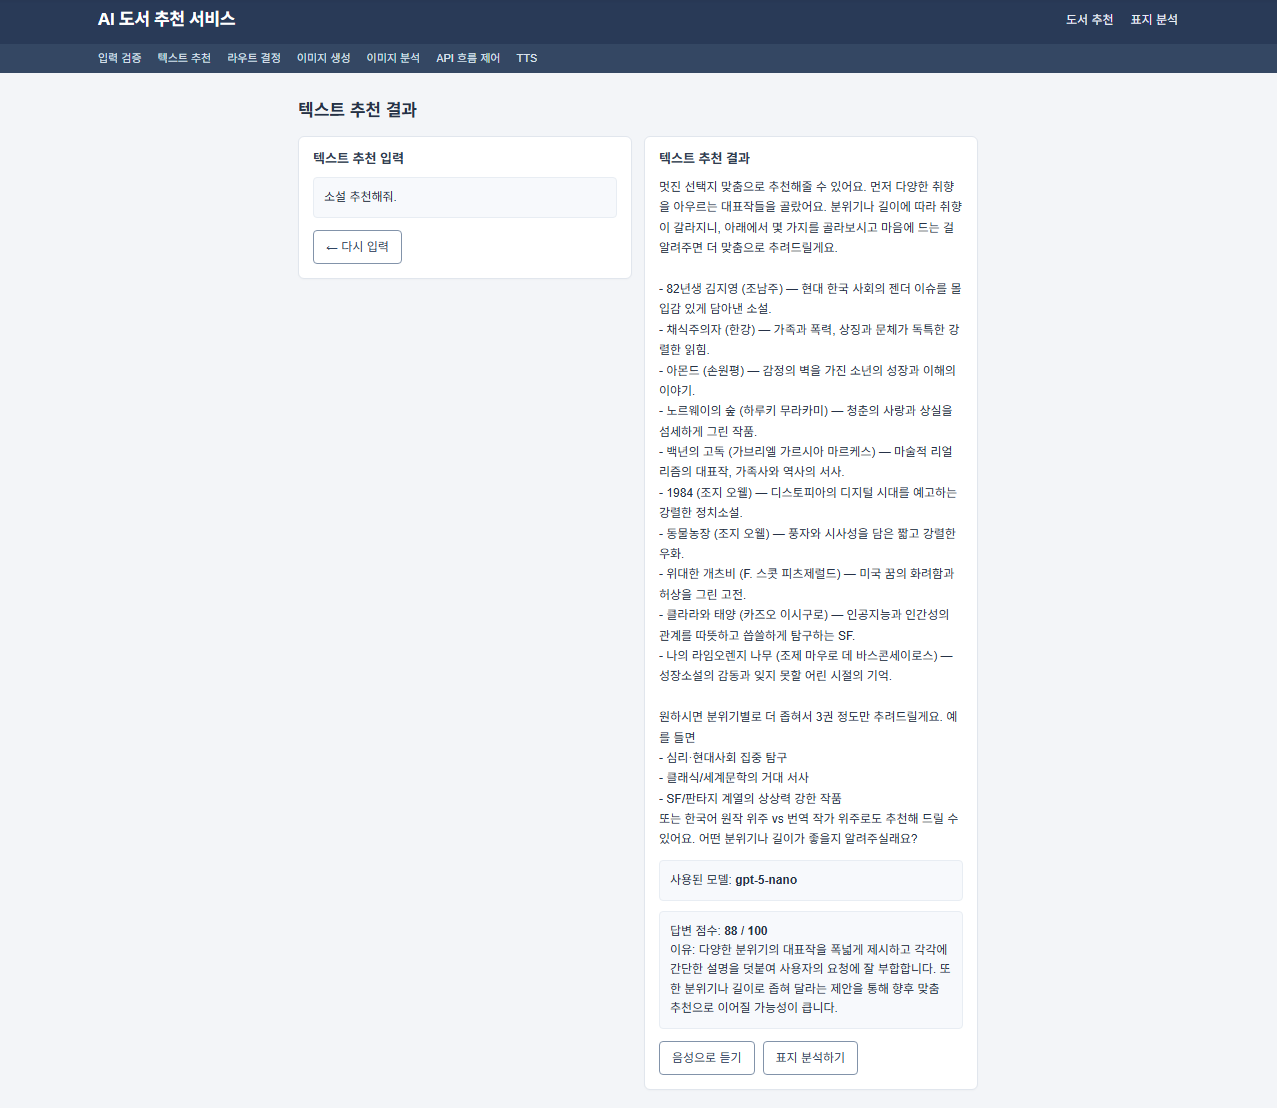 AI 도서 추천 서비스
도서 추천 표지 분석
입력 검증 텍스트 추천 라우트 결정 이미지 생성 이미지 분석 API 흐름 제어 TTS
텍스트 추천 결과
텍스트 추천 입력
소설 추천해줘.
← 다시 입력
텍스트 추천 결과
멋진 선택지 맞춤으로 추천해줄 수 있어요. 먼저 다양한 취향
을 아우르는 대표작들을 골랐어요. 분위기나 길이에 따라 취향
이 갈라지니, 아래에서 몇 가지를 골라보시고 마음에 드는 걸
알려주면 더 맞춤으로 추려드릴게요.
- 82년생 김지영 (조남주) — 현대 한국 사회의 젠더 이슈를 몰
입감 있게 담아낸 소설.
- 채식주의자 (한강) — 가족과 폭력, 상징과 문체가 독특한 강
렬한 읽힘.
- 아몬드 (손원평) — 감정의 벽을 가진 소년의 성장과 이해의
이야기.
- 노르웨이의 숲 (하루키 무라카미) — 청춘의 사랑과 상실을
섬세하게 그린 작품.
- 백년의 고독 (가브리엘 가르시아 마르케스) — 마술적 리얼
리즘의 대표작, 가족사와 역사의 서사.
- 1984 (조지 오웰) — 디스토피아의 디지털 시대를 예고하는
강렬한 정치소설.
- 동물농장 (조지 오웰) — 풍자와 시사성을 담은 짧고 강렬한
우화.
- 위대한 개츠비 (F. 스콧 피츠제럴드) — 미국 꿈의 화려함과
허상을 그린 고전.
- 클라라와 태양 (카즈오 이시구로) — 인공지능과 인간성의
관계를 따뜻하고 씁쓸하게 탐구하는 SF.
- 나의 라임오렌지 나무 (조제 마우로 데 바스콘세이로스) —
성장소설의 감동과 잊지 못할 어린 시절의 기억.
원하시면 분위기별로 더 좁혀서 3권 정도만 추려드릴게요. 예
를 들면
- 심리·현대사회 집중 탐구
- 클래식/세계문학의 거대 서사
- SF/판타지 계열의 상상력 강한 작품
또는 한국어 원작 위주 vs 번역 작가 위주로도 추천해 드릴 수
있어요. 어떤 분위기나 길이가 좋을지 알려주실래요?
사용된 모델: gpt-5-nano
답변 점수: 88 / 100
이유: 다양한 분위기의 대표작을 폭넓게 제시하고 각각에
간단한 설명을 덧붙여 사용자의 요청에 잘 부합합니다. 또
한 분위기나 길이로 좁혀 달라는 제안을 통해 향후 맞춤
추천으로 이어질 가능성이 큽니다.
음성으로 듣기 표지 분석하기